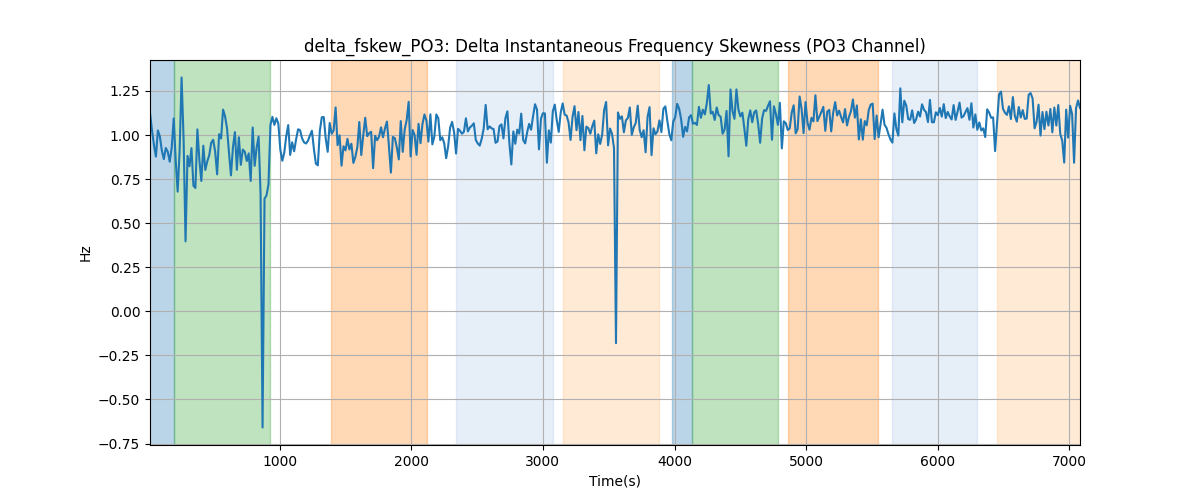 delta_fskew_PO3: Delta Instantaneous Frequency Skewness (PO3 Channel)
1.25
1.00
0.75
0.50
0.25
0.00
−0.25
−0.50
−0.75
Hz
1000 2000 3000 4000 5000 6000 7000
Time(s)